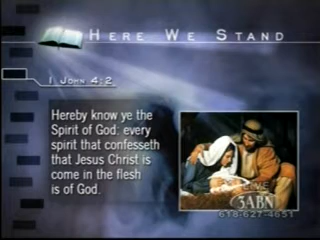 HERE WE STAND
I JOHN 4:2
Hereby know ye the
Spirit of God: every
spirit that confesseth
that Jesus Christ is
come in the flesh
is of God.
LIVE
3ABN
618-627-4651